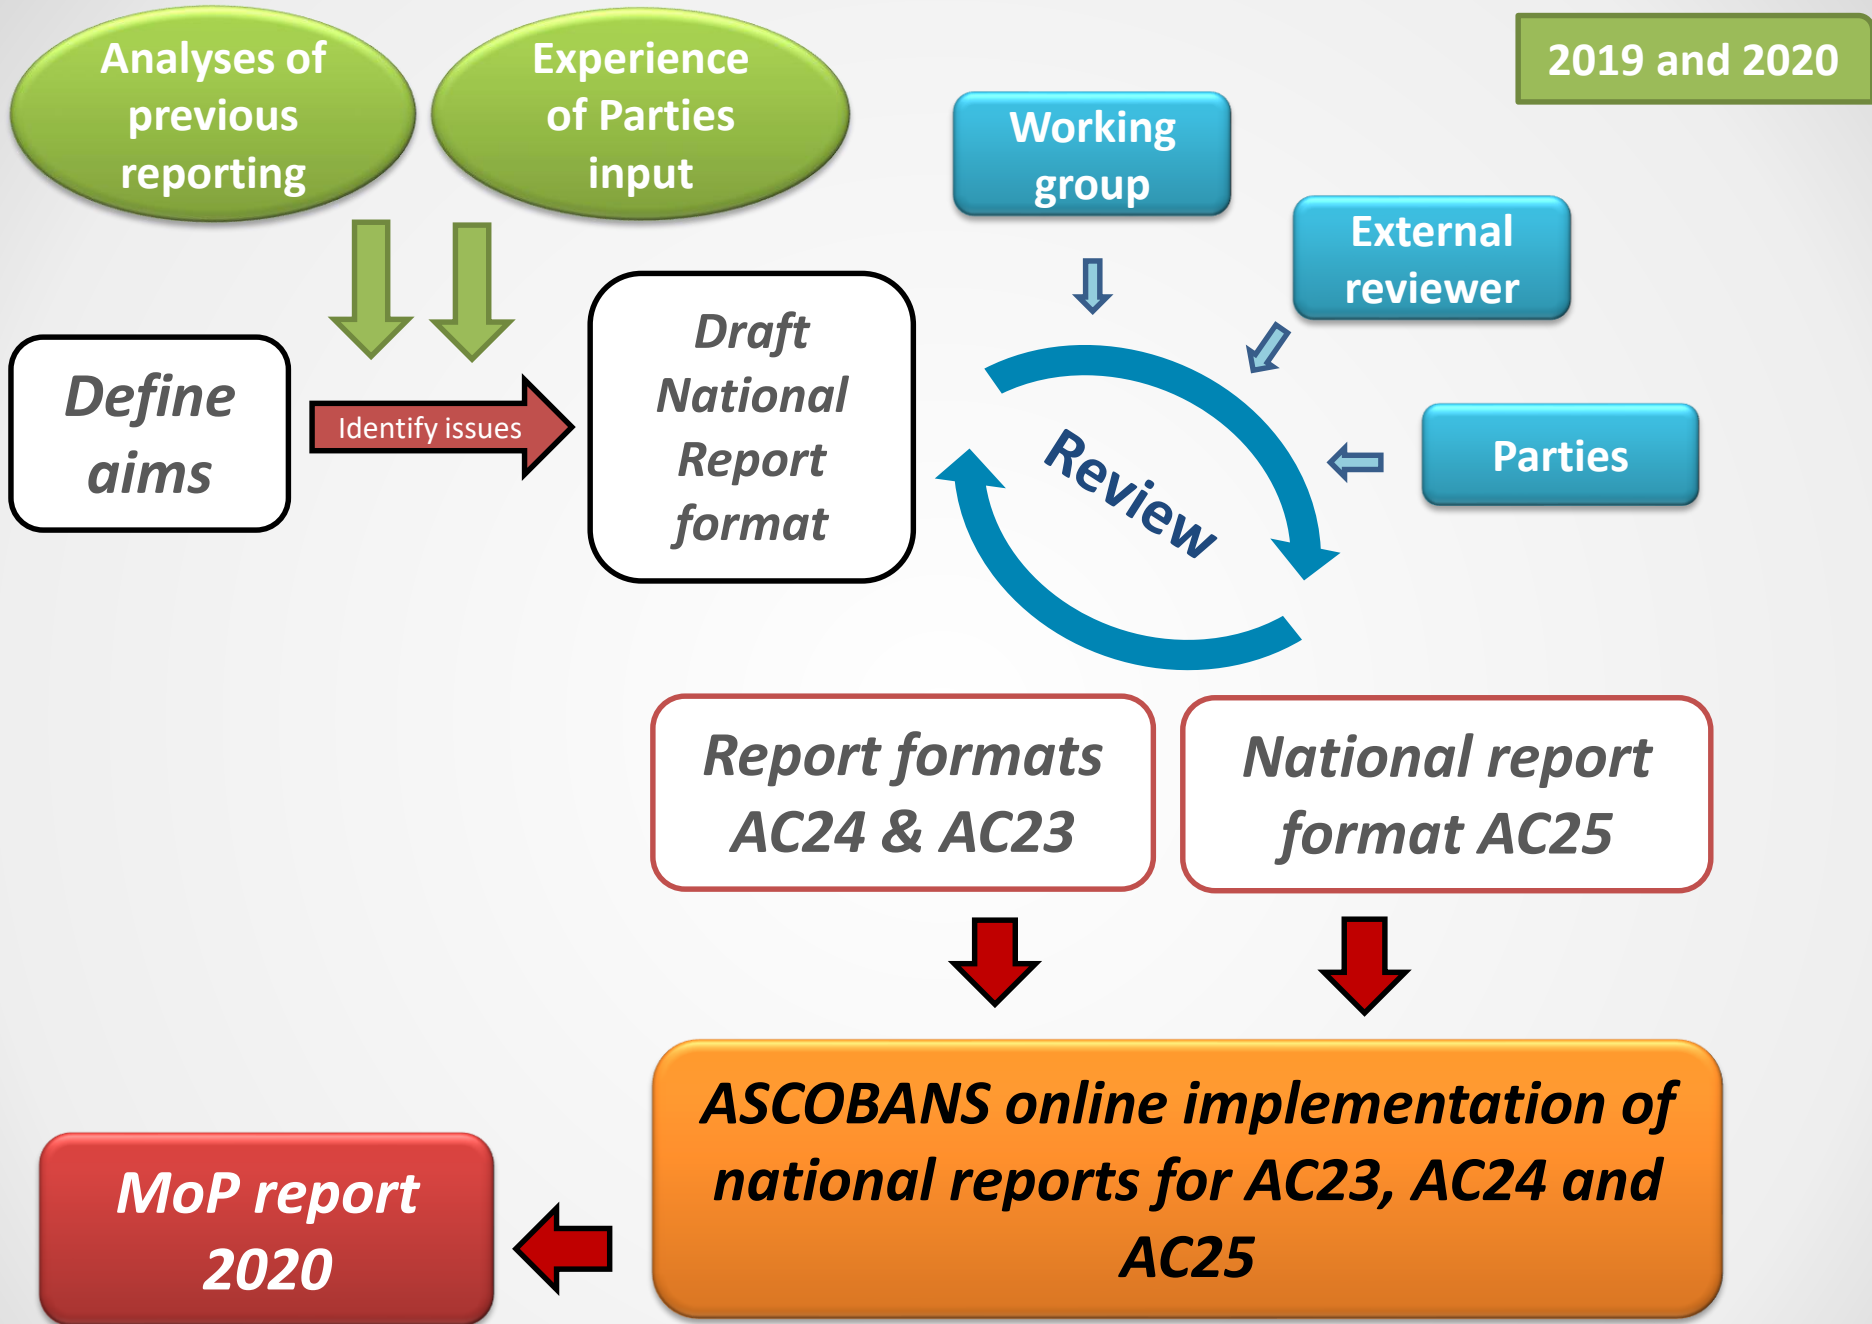 Analyses of
previous
reporting
Experience
of Parties
input
2019 and 2020
Working
group
External
reviewer
Parties
Define
aims
Identify issues
Draft
National
Report
format
Review
Report formats
AC24 & AC23
National report
format AC25
ASCOBANS online implementation of
national reports for AC23, AC24 and
AC25
MoP report
2020